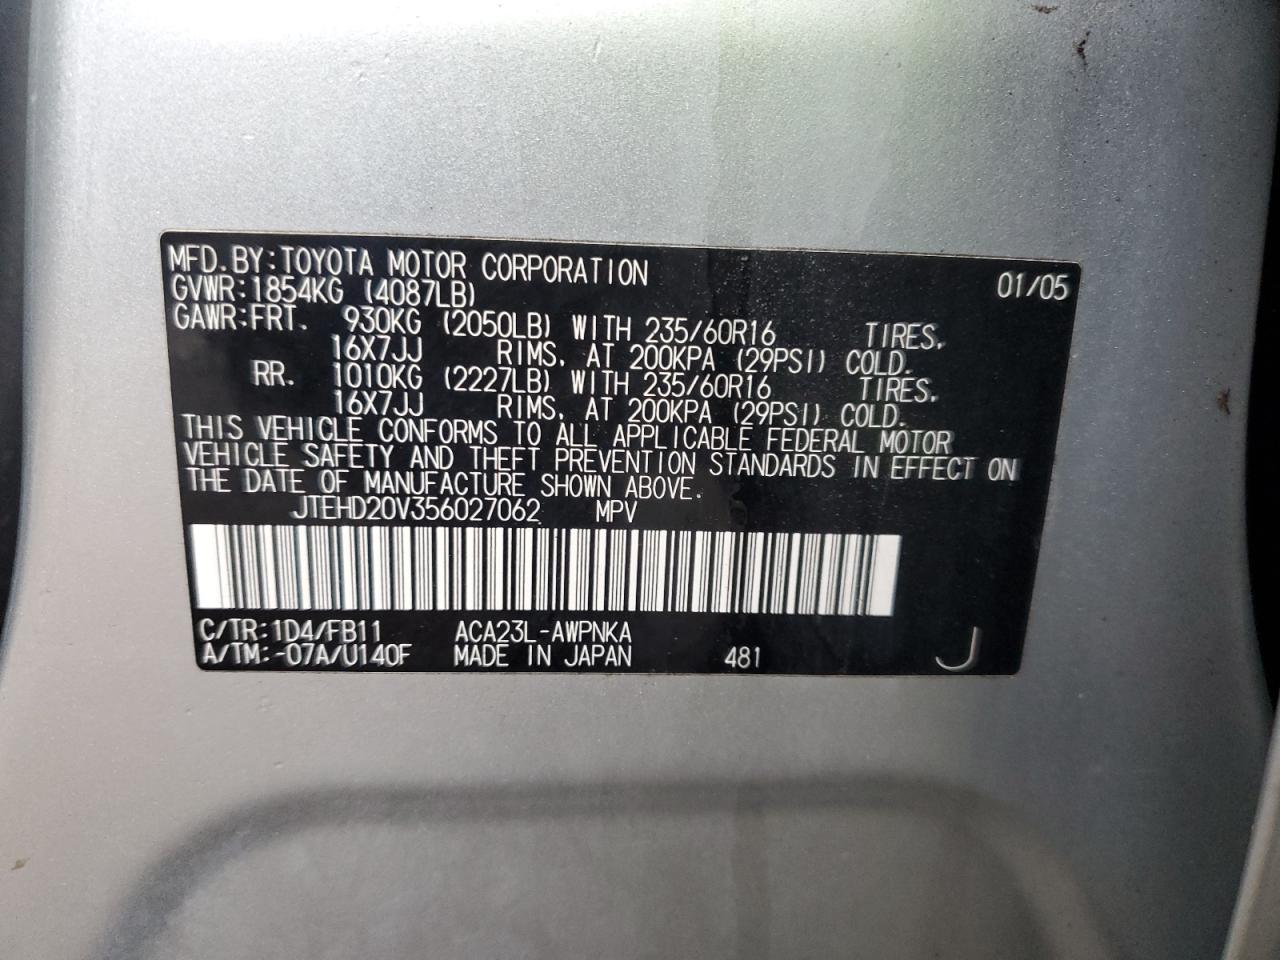 MFD.BY:TOYOTA MOTOR CORPORATION 01/05
GVWR:1854KG (4087LB)
GAWR:FRT. 930KG (2050LB) WITH 235/60R16 TIRES,
16X7JJ RIMS, AT 200KPA (29PSI) COLD.
RR. 1010KG (2227LB) WITH 235/60R16 TIRES,
16X7JJ RIMS, AT 200KPA (29PSI) COLD.
THIS VEHICLE CONFORMS TO ALL APPLICABLE FEDERAL MOTOR
VEHICLE SAFETY AND THEFT PREVENTION STANDARDS IN EFFECT ON
THE DATE OF MANUFACTURE SHOWN ABOVE.
JTEHD20V356027062 MPV
C/TR:1D4/FB11 ACA23L-AWPNKA
A/TM:-07A/U140F MADE IN JAPAN 481 J